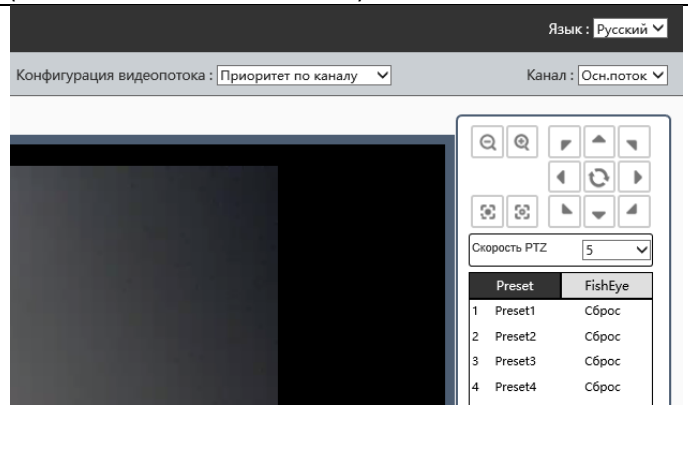 Язык : Русский
Конфигурация видеопотока : Приоритет по каналу Канал : Осн.поток
Скорость PTZ 5
Preset FishEye
1 Preset1 Сброс
2 Preset2 Сброс
3 Preset3 Сброс
4 Preset4 Сброс